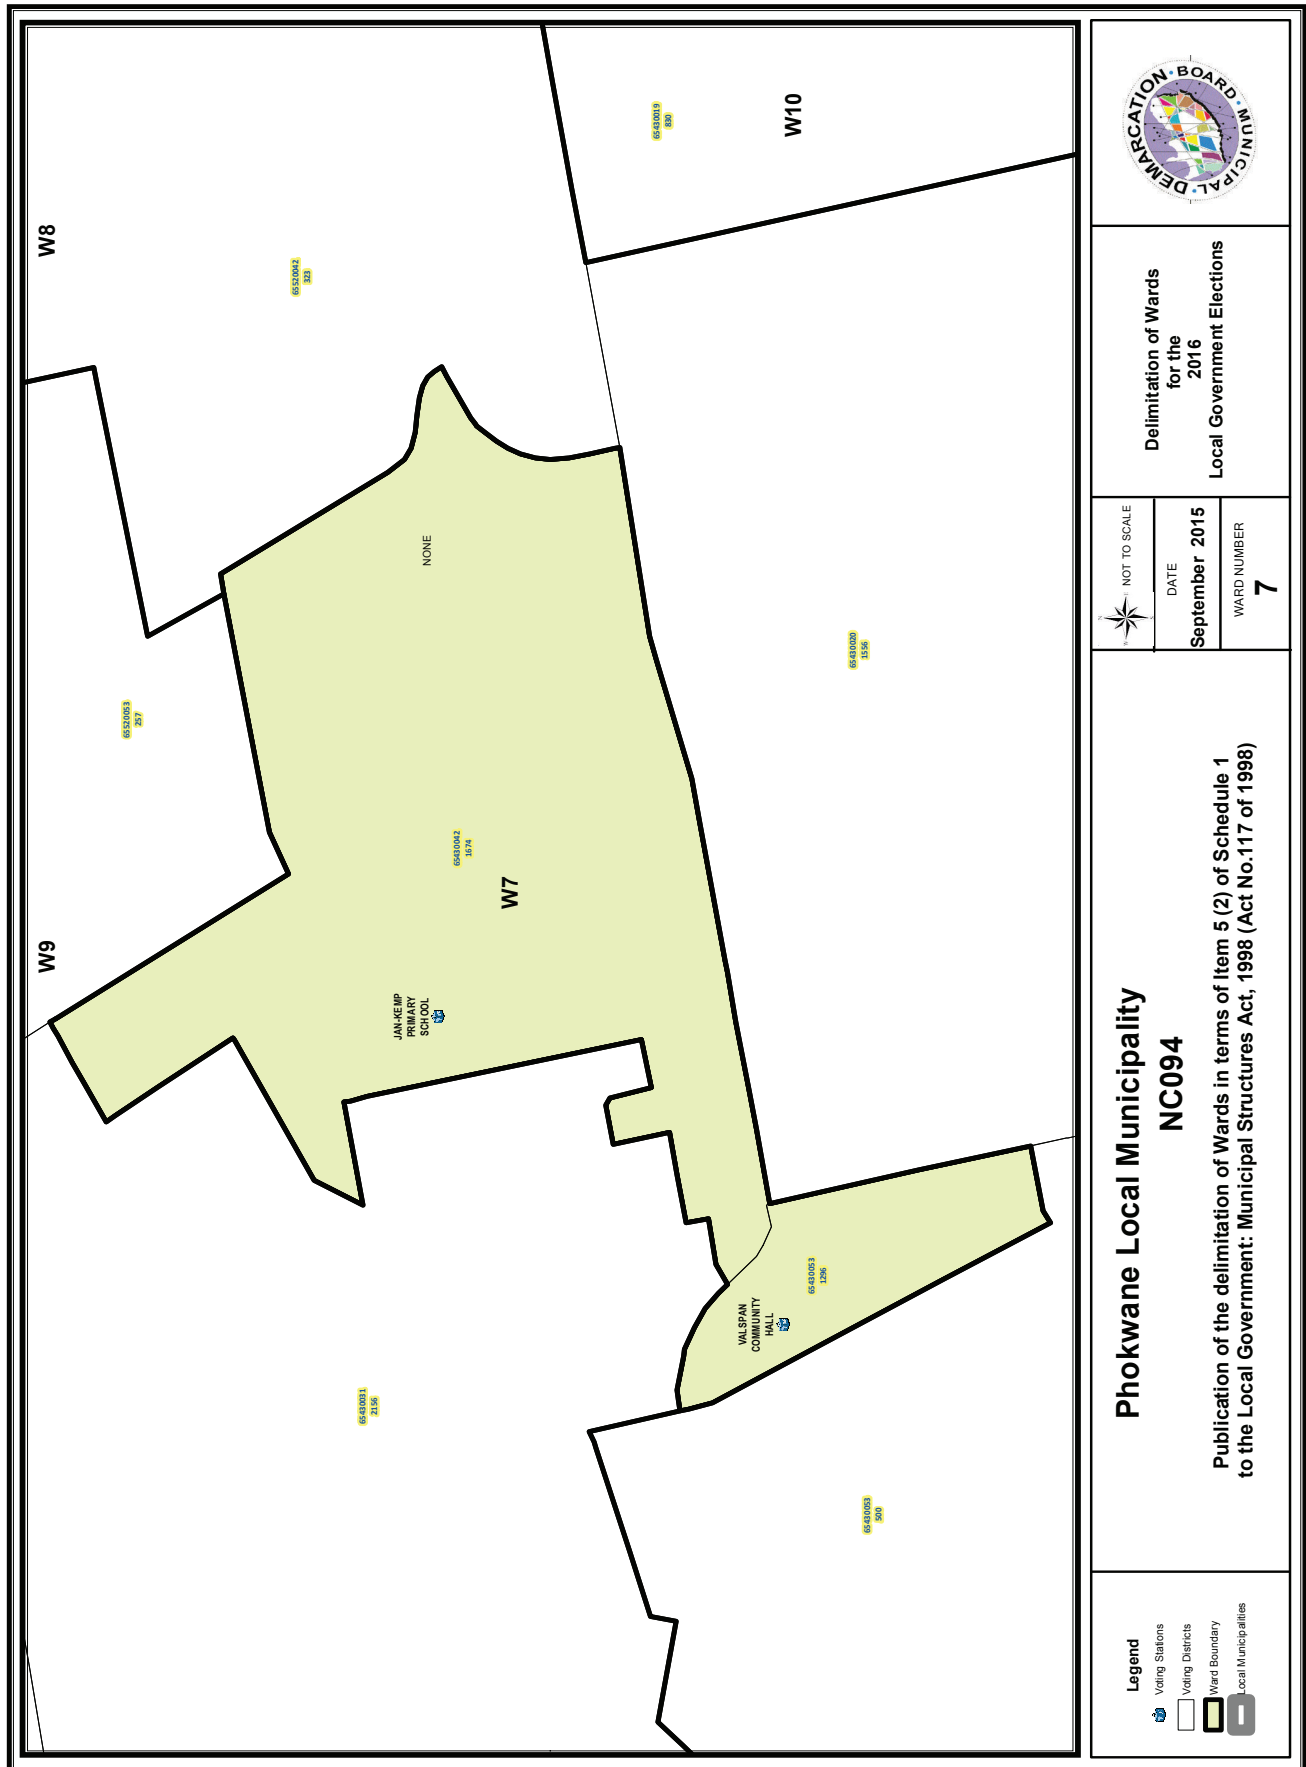 W8
W9
W10
W7
65430019
830
65520042
323
65520053
257
NONE
65430042
1674
65430020
1556
JAN-KEMP
PRIMARY
SCHOOL
65430053
1296
VALSPAN
COMMUNITY
HALL
65430031
2156
65430053
500
Legend
Voting Stations
Voting Districts
Ward Boundary
Local Municipalities
Phokwane Local Municipality
NC094
Publication of the delimitation of Wards in terms of Item 5 (2) of Schedule 1
to the Local Government: Municipal Structures Act, 1998 (Act No.117 of 1998)
NOT TO SCALE
DATE
September 2015
WARD NUMBER
7
Delimitation of Wards
for the
2016
Local Government Elections
MUNICIPAL · DEMARCATION · BOARD ·